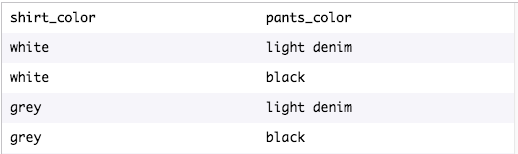 shirt_color pants_color
white light denim
white black
grey light denim
grey black